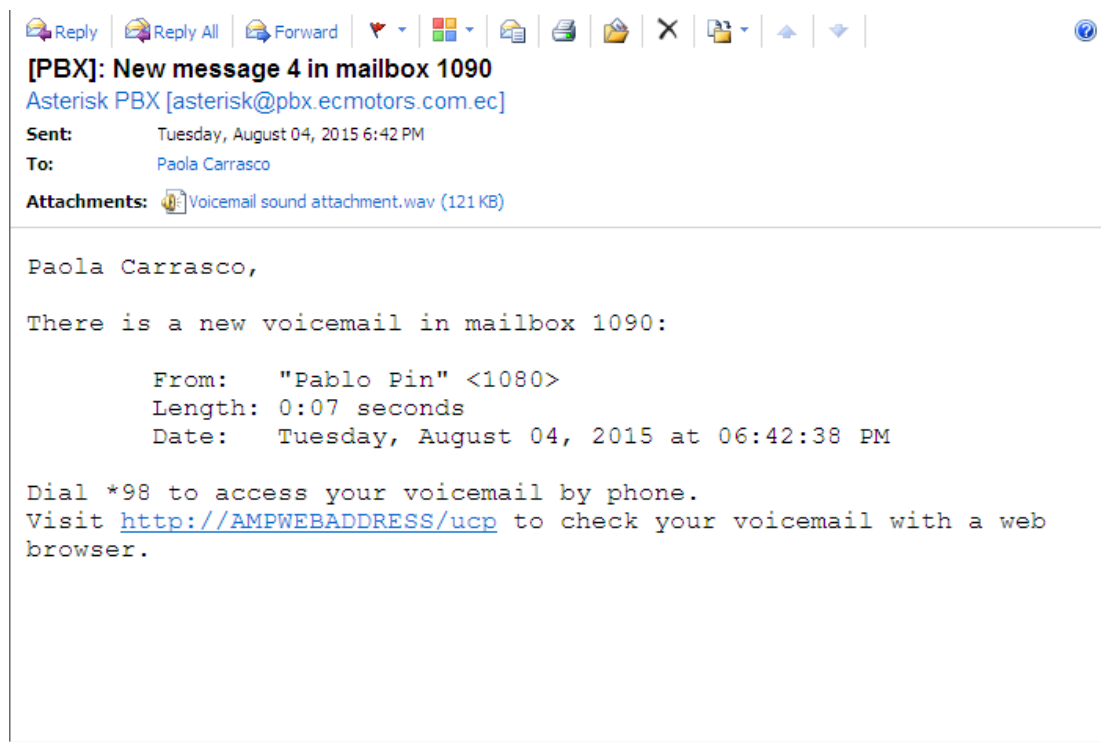 Reply Reply All Forward
[PBX]: New message 4 in mailbox 1090
Asterisk PBX [asterisk@pbx.ecmotors.com.ec]
Sent: Tuesday, August 04, 2015 6:42 PM
To: Paola Carrasco
Attachments: Voicemail sound attachment.wav (121 KB)
Paola Carrasco,
There is a new voicemail in mailbox 1090:
From: "Pablo Pin" <1080>
Length: 0:07 seconds
Date: Tuesday, August 04, 2015 at 06:42:38 PM
Dial *98 to access your voicemail by phone.
Visit http://AMPWEBADDRESS/ucp to check your voicemail with a web
browser.